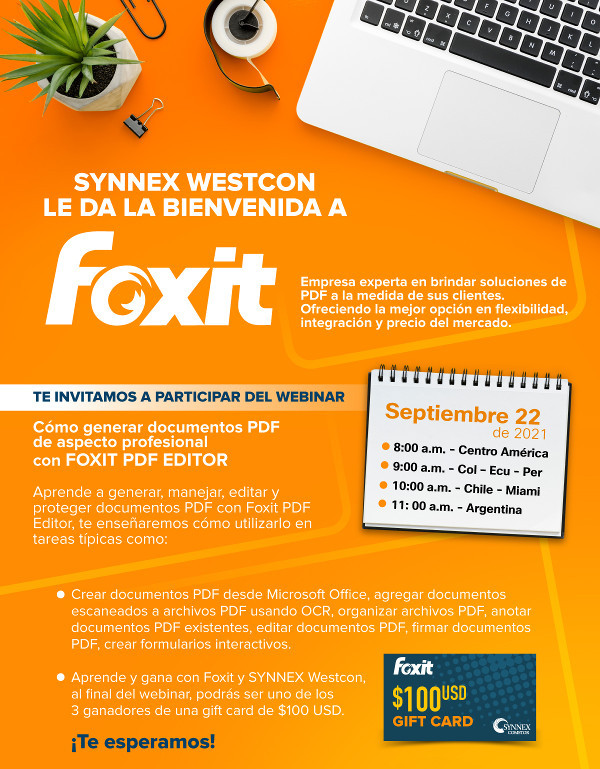 SYNNEX WESTCON
LE DA LA BIENVENIDA A
foxit
Empresa experta en brindar soluciones de
PDF a la medida de sus clientes.
Ofreciendo la mejor opción en flexibilidad,
integración y precio del mercado.
TE INVITAMOS A PARTICIPAR DEL WEBINAR
Cómo generar documentos PDF
de aspecto profesional
con FOXIT PDF EDITOR
Aprende a generar, manejar, editar y
proteger documentos PDF con Foxit PDF
Editor, te enseñaremos cómo utilizarlo en
tareas típicas como:
Septiembre 22
de 2021
8:00 a.m. - Centro América
9:00 a.m. - Col - Ecu - Per
10:00 a.m. - Chile - Miami
11: 00 a.m. - Argentina
Crear documentos PDF desde Microsoft Office, agregar documentos
escaneados a archivos PDF usando OCR, organizar archivos PDF, anotar
documentos PDF existentes, editar documentos PDF, firmar documentos
PDF, crear formularios interactivos.
Aprende y gana con Foxit y SYNNEX Westcon,
al final del webinar, podrás ser uno de los
3 ganadores de una gift card de $100 USD.
¡Te esperamos!
foxit
$100 USD
GIFT CARD
SYNNEX
COMSTOR